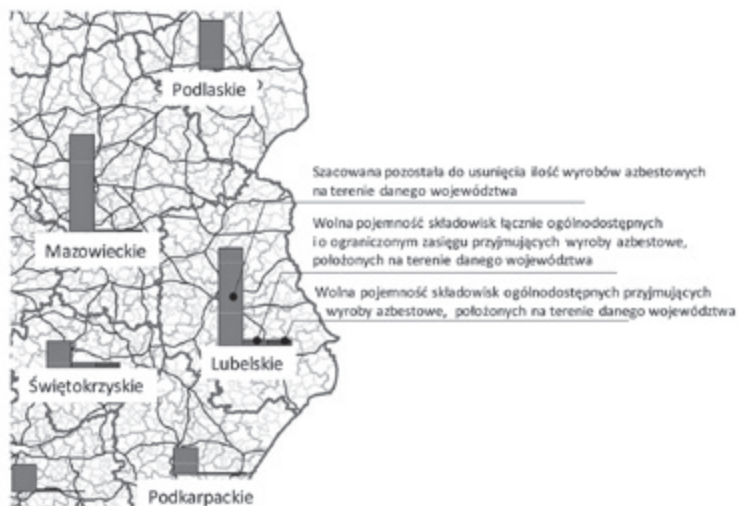 Podlaskie
Szacowana pozostała do usunięcia ilość wyrobów azbestowych
na terenie danego województwa
Wolna pojemność składowisk łącznie ogólnodostępnych
i o ograniczonym zasięgu przyjmujących wyroby azbestowe,
położonych na terenie danego województwa
Mazowieckie
Wolna pojemność składowisk ogólnodostępnych przyjmujących
wyroby azbestowe, położonych na terenie danego województwa
Lubelskie
Świętokrzyskie
Podkarpackie